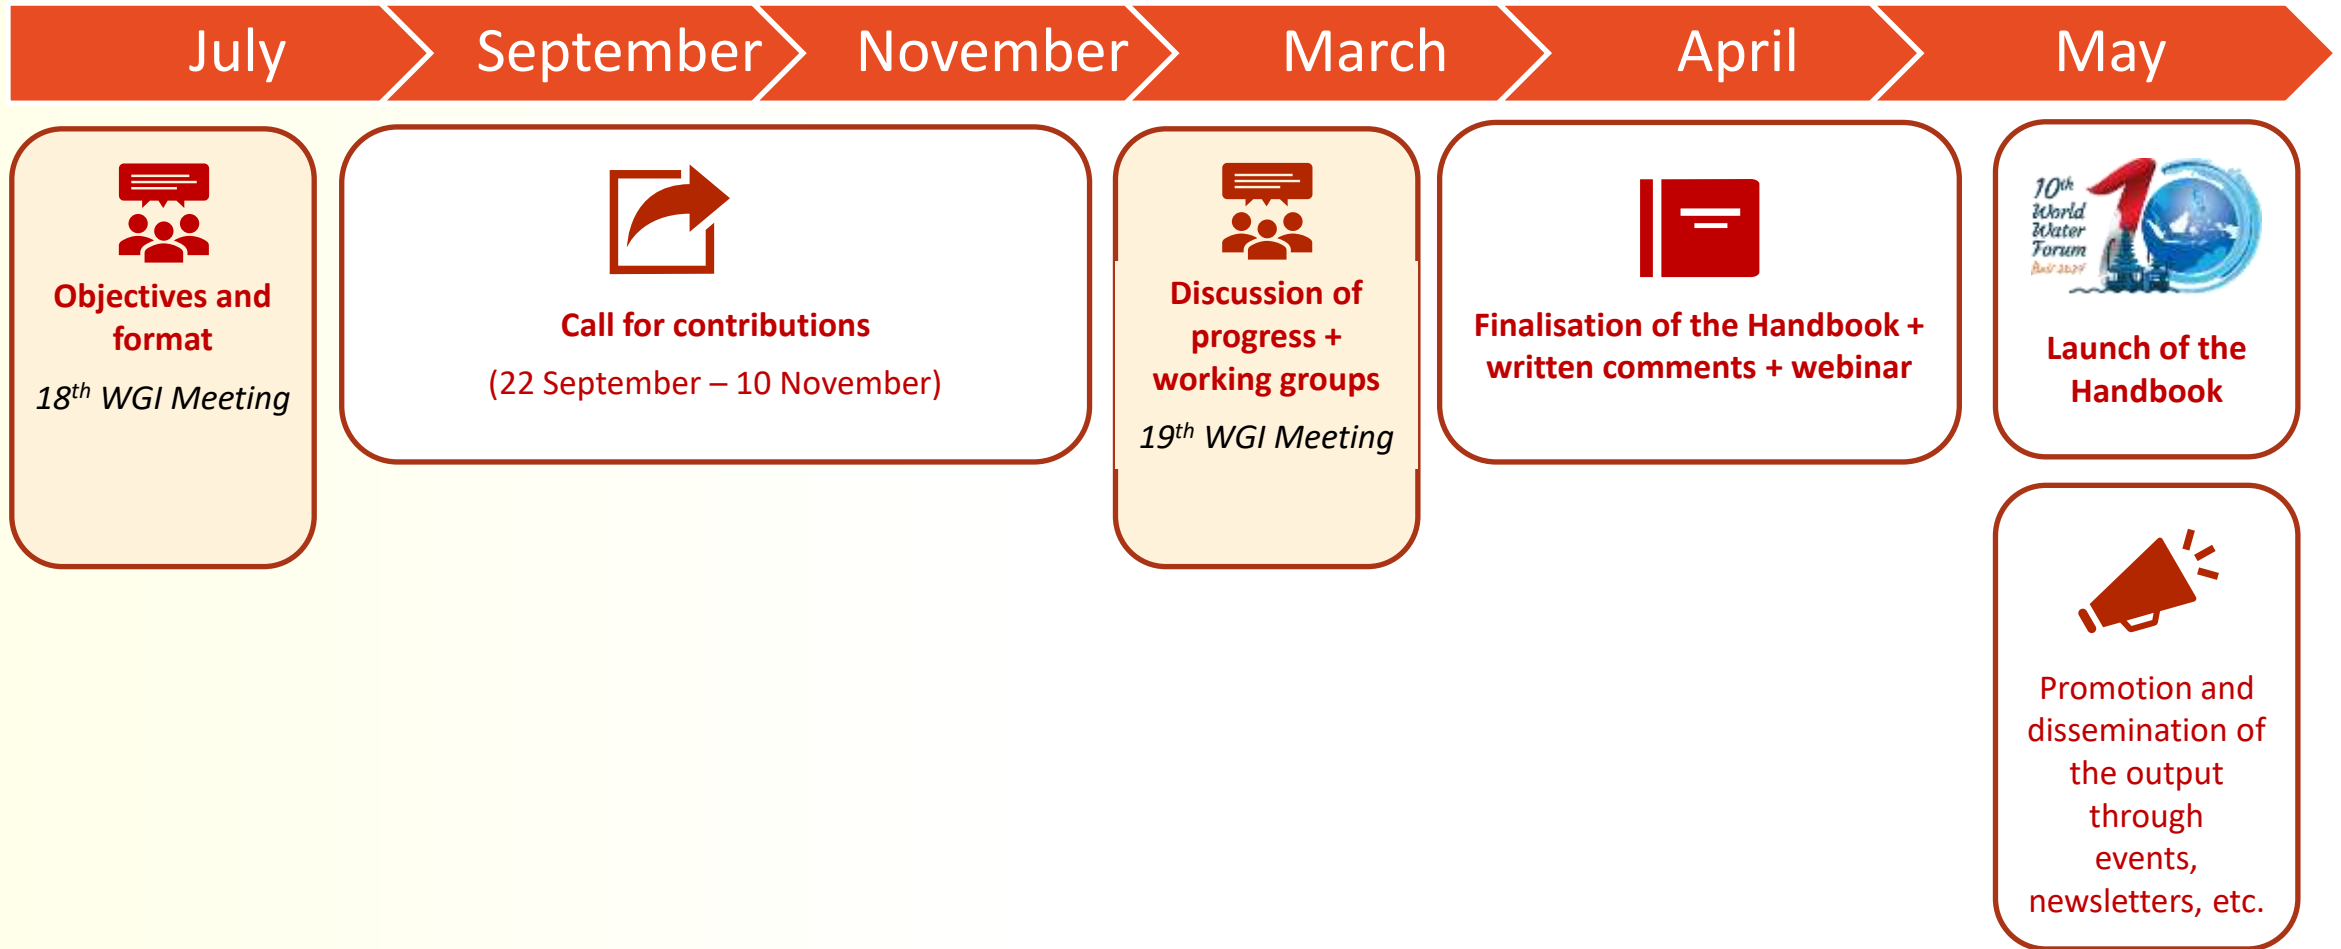 July
September
November
March
April
May
Objectives and
format
18th WGI Meeting
Call for contributions
(22 September – 10 November)
Discussion of
progress +
working groups
19th WGI Meeting
Finalisation of the Handbook +
written comments + webinar
10th
World
Water
Forum
Bali 2024
Launch of the
Handbook
Promotion and
dissemination of
the output
through
events,
newsletters, etc.